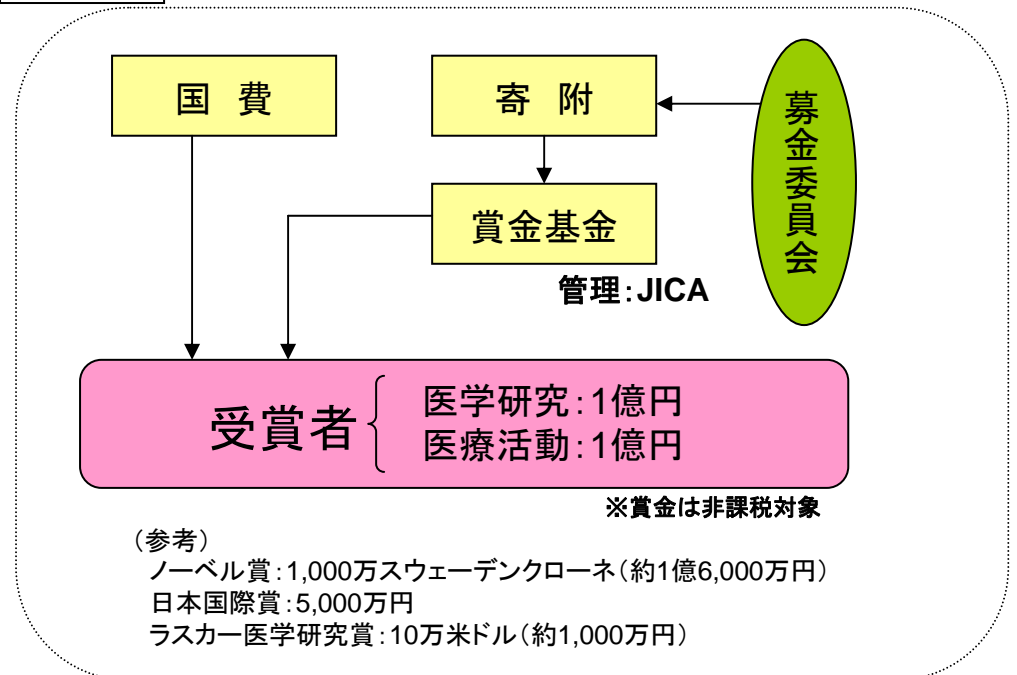 国 費
寄 附
募金委員会
賞金基金
管理：JICA
受賞者
医学研究：1億円
医療活動：1億円
※賞金は非課税対象
（参考）
ノーベル賞：1,000万スウェーデンクローネ（約1億6,000万円）
日本国際賞：5,000万円
ラスカー医学研究賞：10万米ドル（約1,000万円）